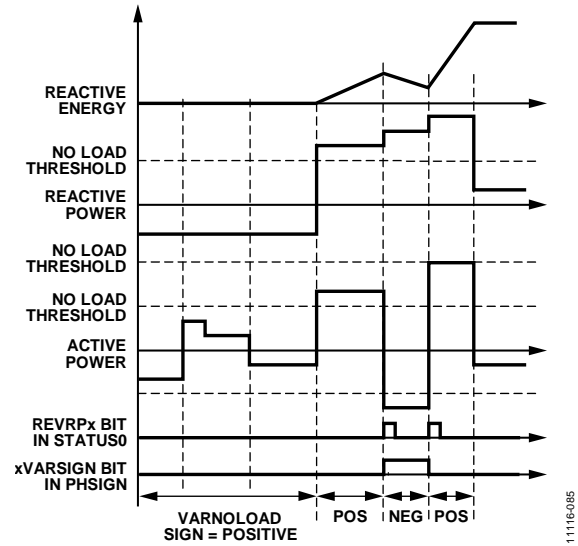 REACTIVE
ENERGY
NO LOAD
THRESHOLD
REACTIVE
POWER
NO LOAD
THRESHOLD
NO LOAD
THRESHOLD
ACTIVE
POWER
REVRPx BIT
IN STATUS0
xVARSIGN BIT
IN PHSIGN
VARNOLOAD
SIGN = POSITIVE
POS NEG POS
11116-085